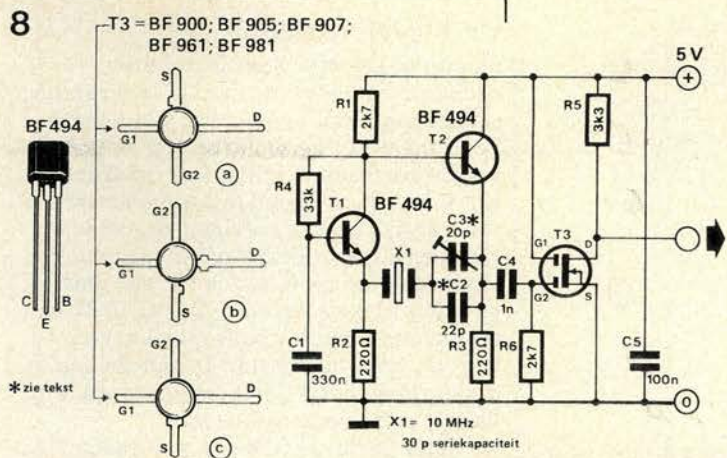 8
T3 = BF 900; BF 905; BF 907;
BF 961; BF 981
BF494
C
E
B
* zie tekst
S
D
G1
G2
a
G2
G1
D
S
b
G2
G1
D
S
c
R1
2k7
R4
33k
T1
BF 494
BF 494
T2
C1
330n
R2
220Ω
X1
C3*
20p
*C2
22p
R3
220Ω
C4
1n
R6
2k7
G1
G2
T3
D
S
R5
3k3
C5
100n
5V
+
0
X1 = 10 MHz
30 p seriekapaciteit